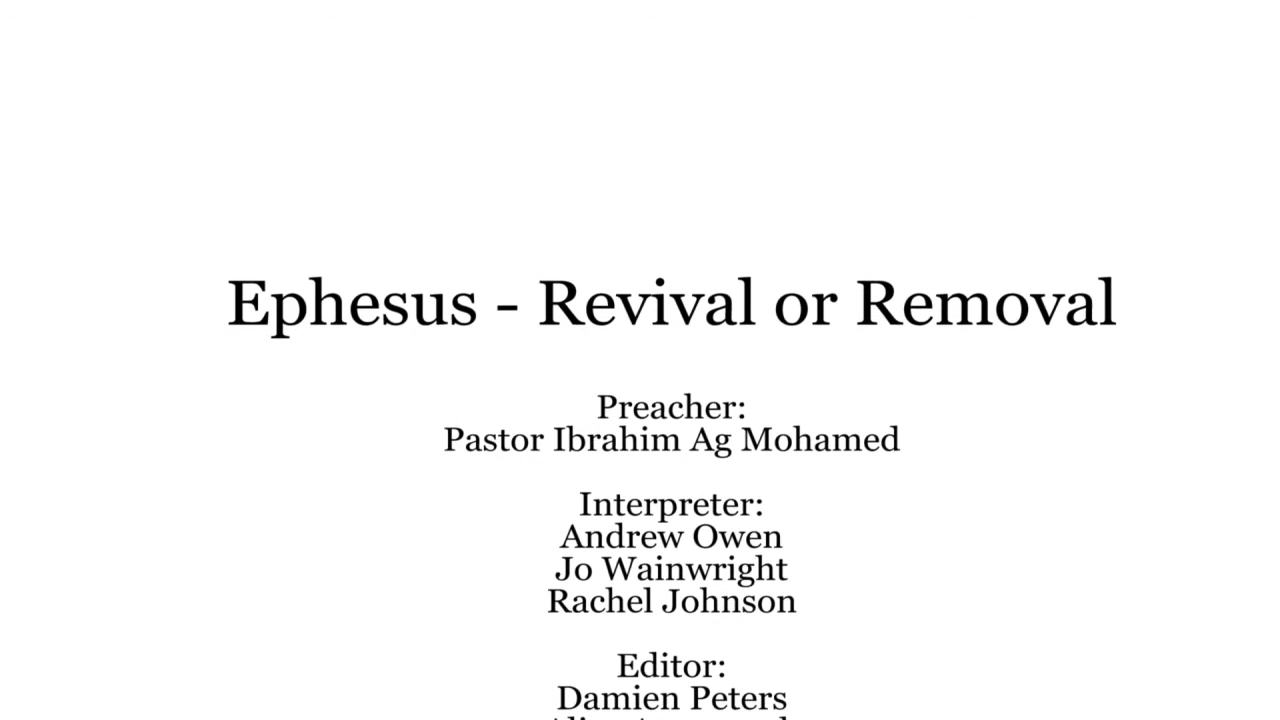 Ephesus - Revival or Removal
Preacher:
Pastor Ibrahim Ag Mohamed
Interpreter:
Andrew Owen
Jo Wainwright
Rachel Johnson
Editor:
Damien Peters